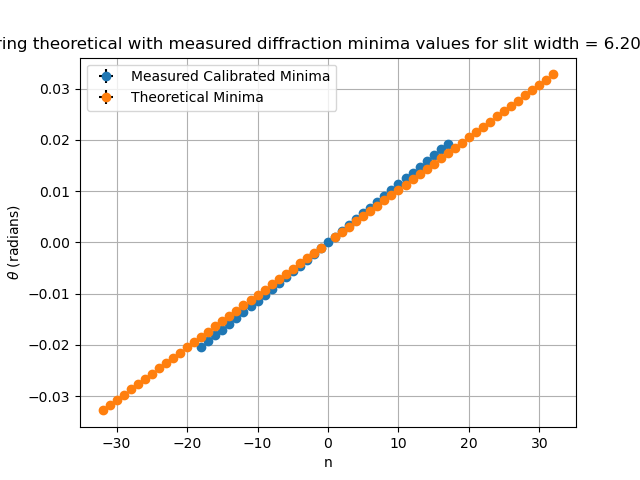 ring theoretical with measured diffraction minima values for slit width = 6.20
Measured Calibrated Minima
Theoretical Minima
0.03
0.02
0.01
0.00
−0.01
−0.02
−0.03
θ (radians)
−30
−20
−10
0
10
20
30
n